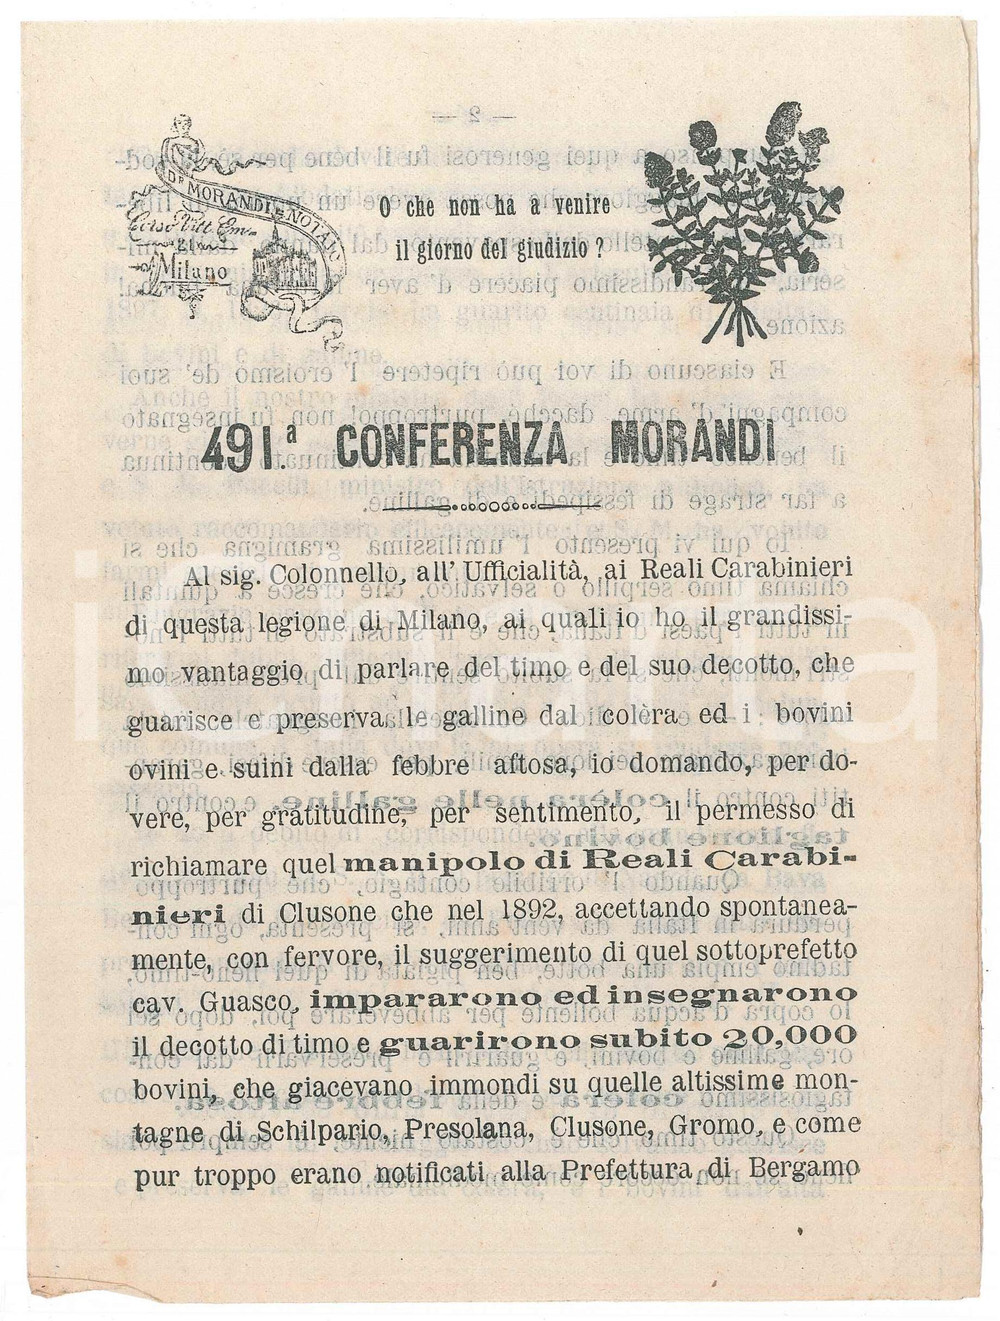 Dr MORANDI - NOTAIO
Corso Vitt. Em.
Milano
O che non ha a venire
il giorno del giudizio ?
491.ª CONFERENZA MORANDI
Al sig. Colonnello, all' Ufficialità, ai Reali Carabinieri
di questa legione di Milano, ai quali io ho il grandissi-
mo vantaggio di parlare del timo e del suo decotto, che
guarisce e preserva le galline dal colèra ed i bovini
ovini e suini dalla febbre aftosa, io domando, per do-
vere, per gratitudine, per sentimento, il permesso di
richiamare quel manipolo di Reali Carabi-
nieri di Clusone che nel 1892, accettando spontanea-
mente, con fervore, il suggerimento di quel sottoprefetto
cav. Guasco, impararono ed insegnarono
il decotto di timo e guarirono subito 20,000
bovini, che giacevano immondi su quelle altissime mon-
tagne di Schilpario, Presolana, Clusone, Gromo, e come
pur troppo erano notificati alla Prefettura di Bergamo